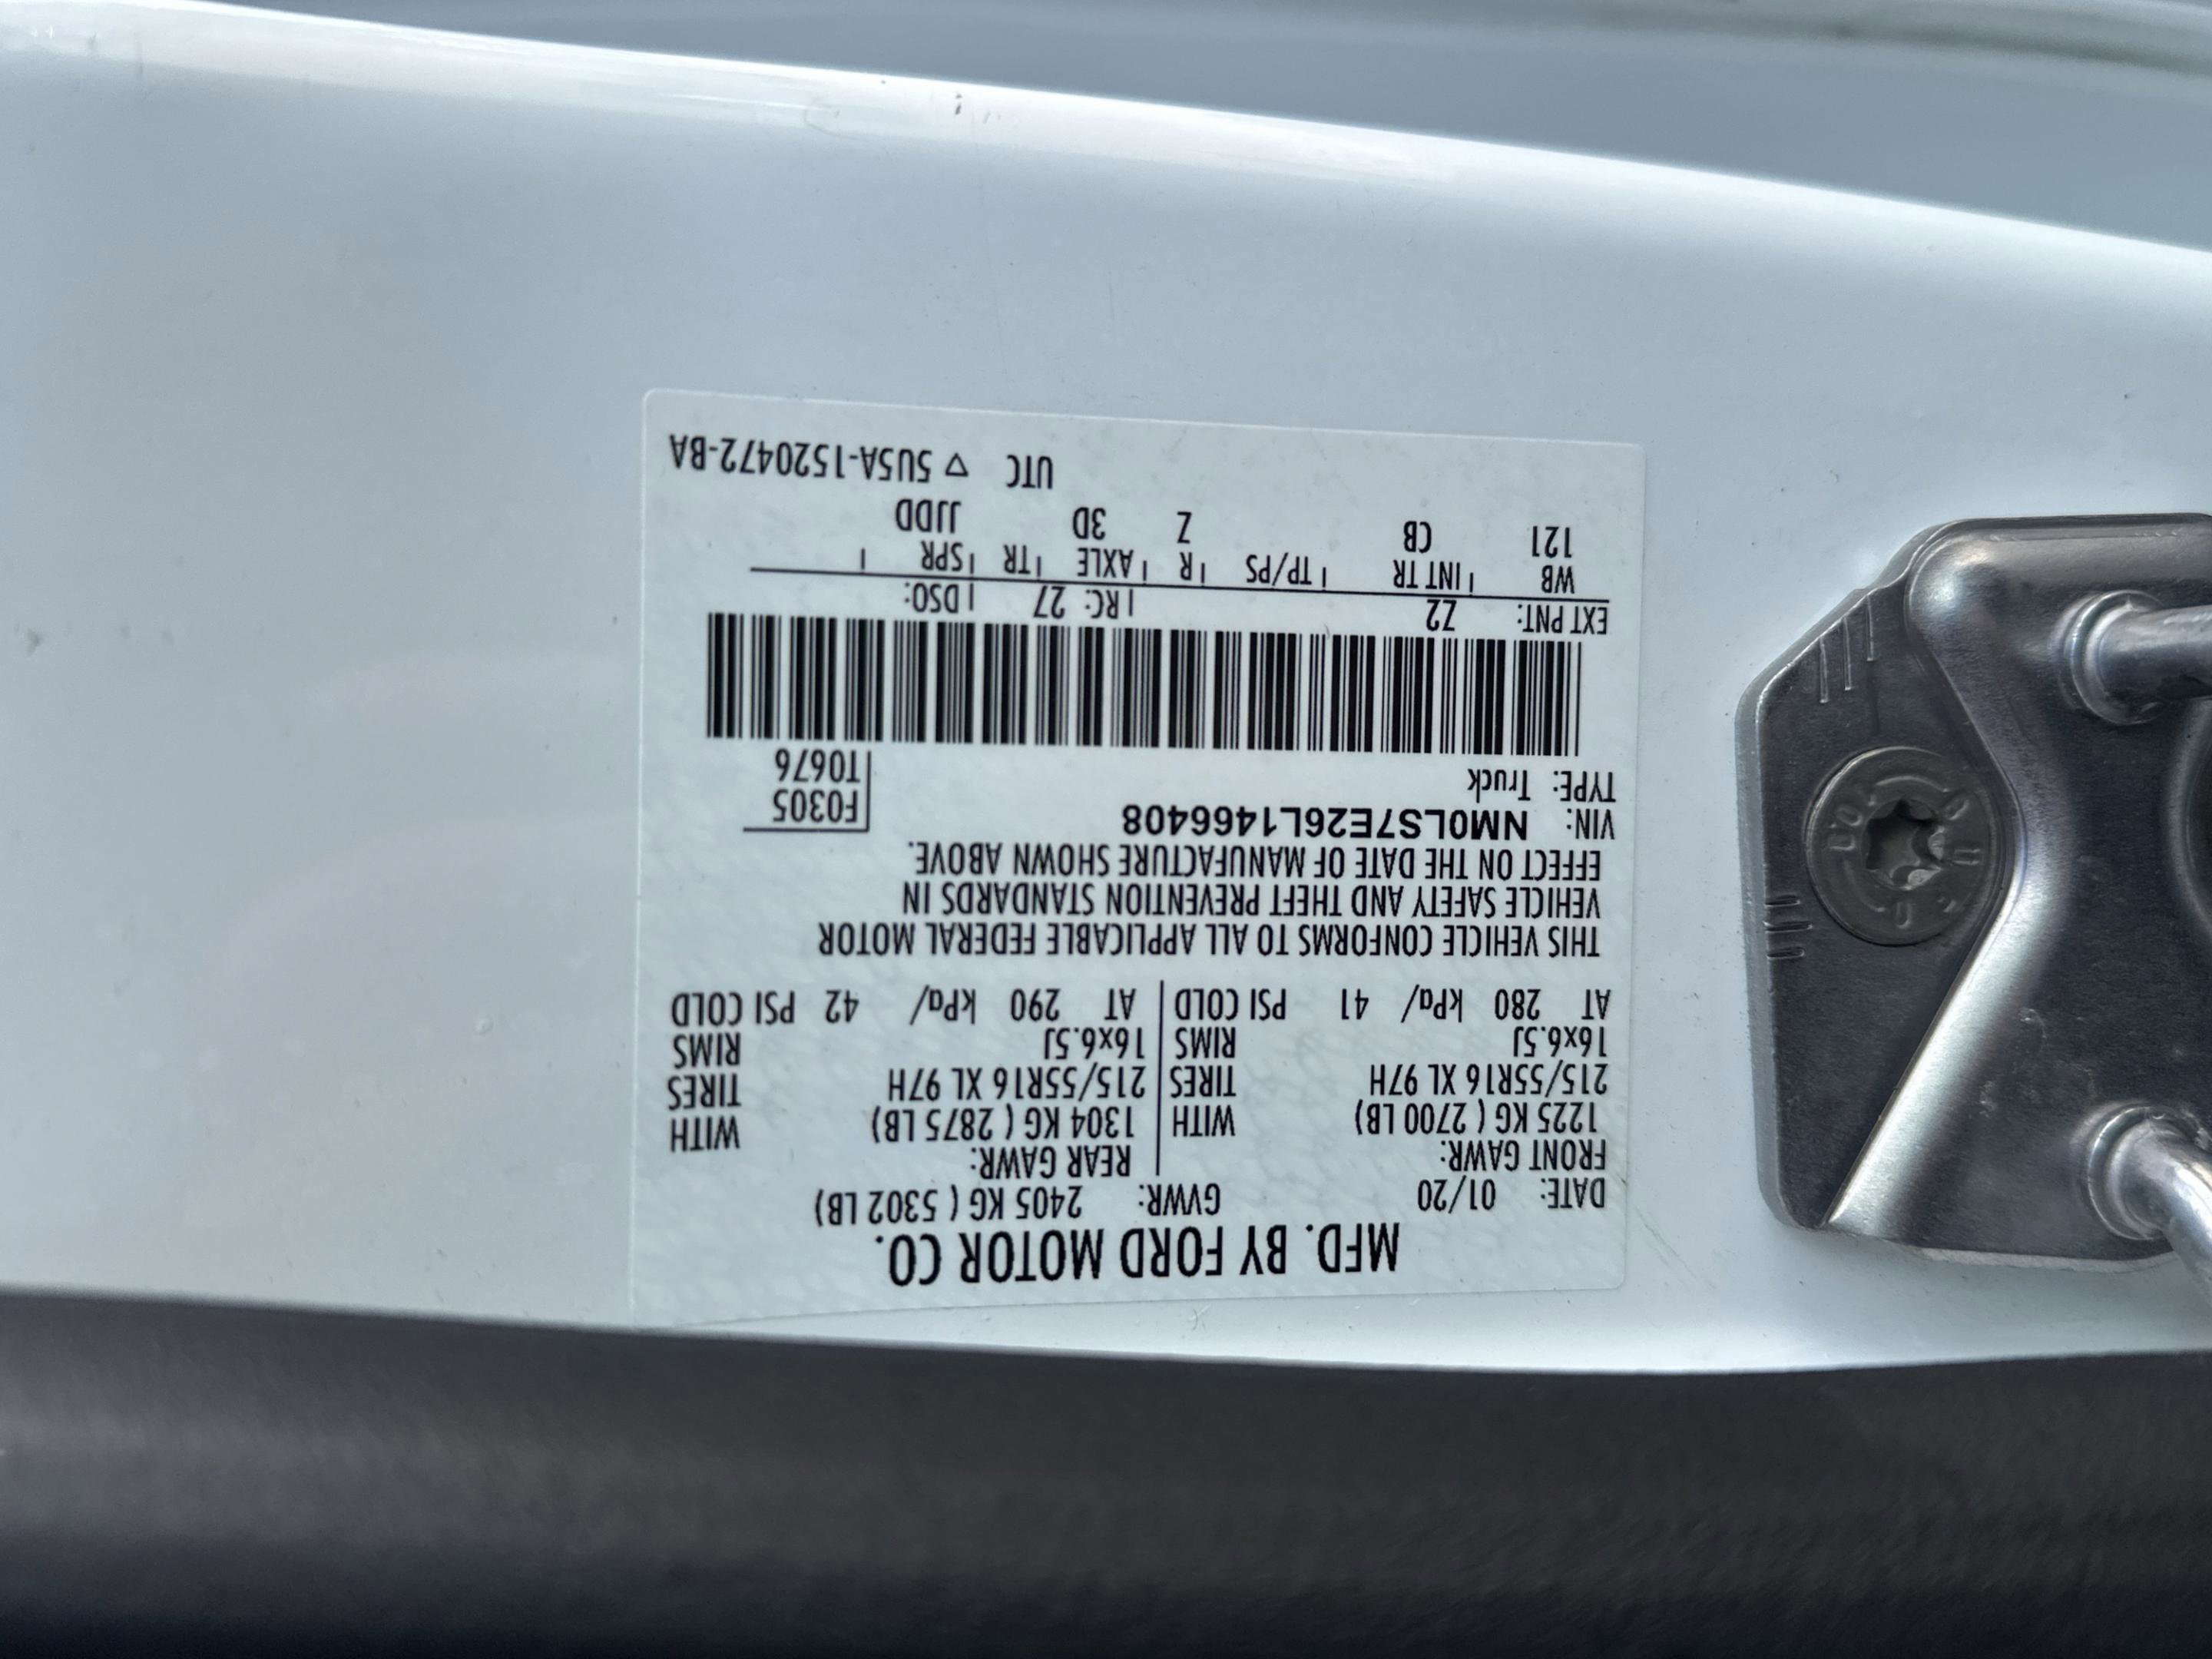 MFD. BY FORD MOTOR CO.
DATE: 01/20 GVWR: 2405 KG ( 5302 LB)
FRONT GAWR: REAR GAWR:
1225 KG ( 2700 LB) WITH 1304 KG ( 2875 LB) WITH
215/55R16 XL 97H TIRES 215/55R16 XL 97H TIRES
16x6.5J RIMS 16x6.5J RIMS
AT 280 kPa/ 41 PSI COLD AT 290 kPa/ 42 PSI COLD
THIS VEHICLE CONFORMS TO ALL APPLICABLE FEDERAL MOTOR
VEHICLE SAFETY AND THEFT PREVENTION STANDARDS IN
EFFECT ON THE DATE OF MANUFACTURE SHOWN ABOVE.
VIN: NM0LS7E26L1466408 F0305
TYPE: Truck T0676
EXT PNT: Z2 RC: 27 DSO:
WB INT TR TP/PS R AXLE TR SPR
121 CB Z 3D JJDD
UTC ▽ 5U5A-1520472-BA